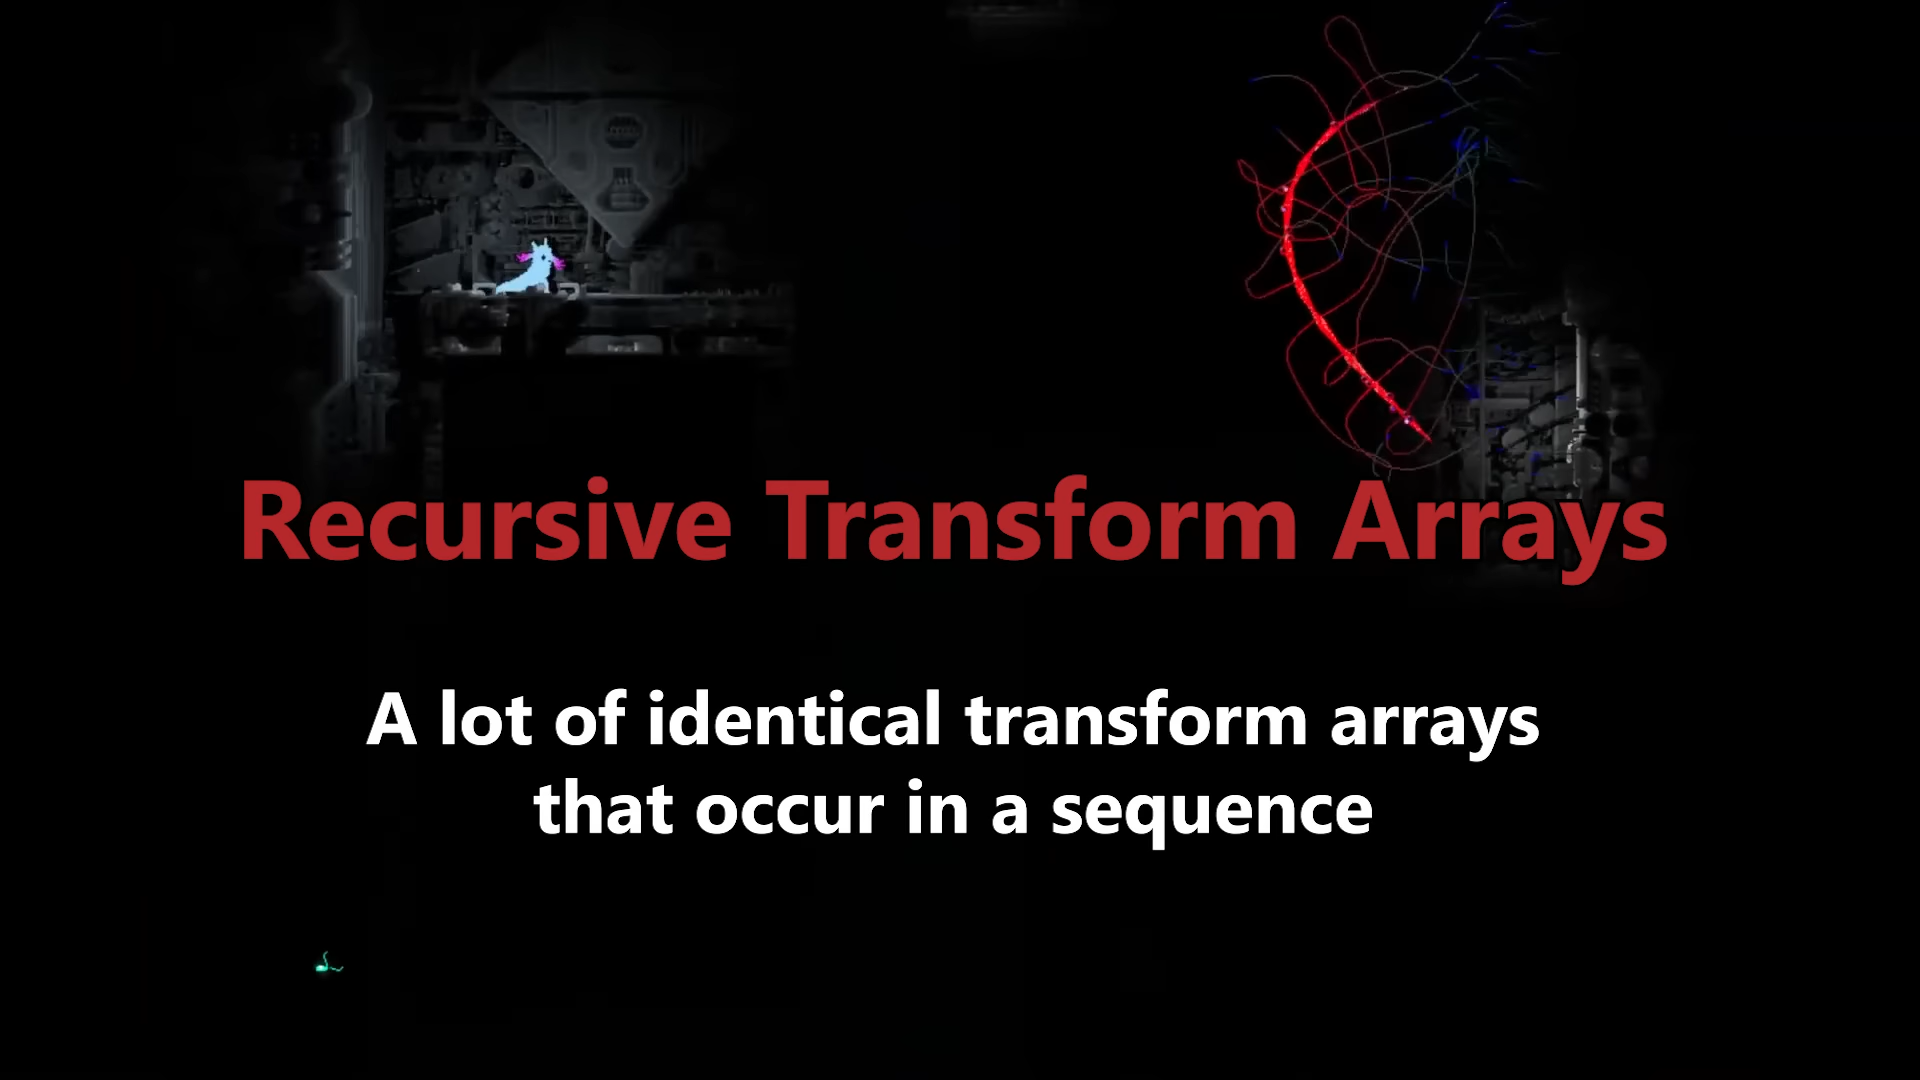 Recursive Transform Arrays
A lot of identical transform arrays
that occur in a sequence